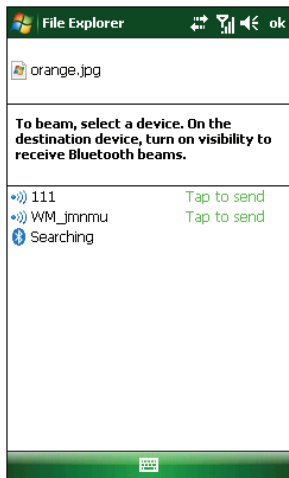 File Explorer ok
orange.jpg
To beam, select a device. On the
destination device, turn on visibility to
receive Bluetooth beams.
111 Tap to send
WM_jmnmu Tap to send
Searching